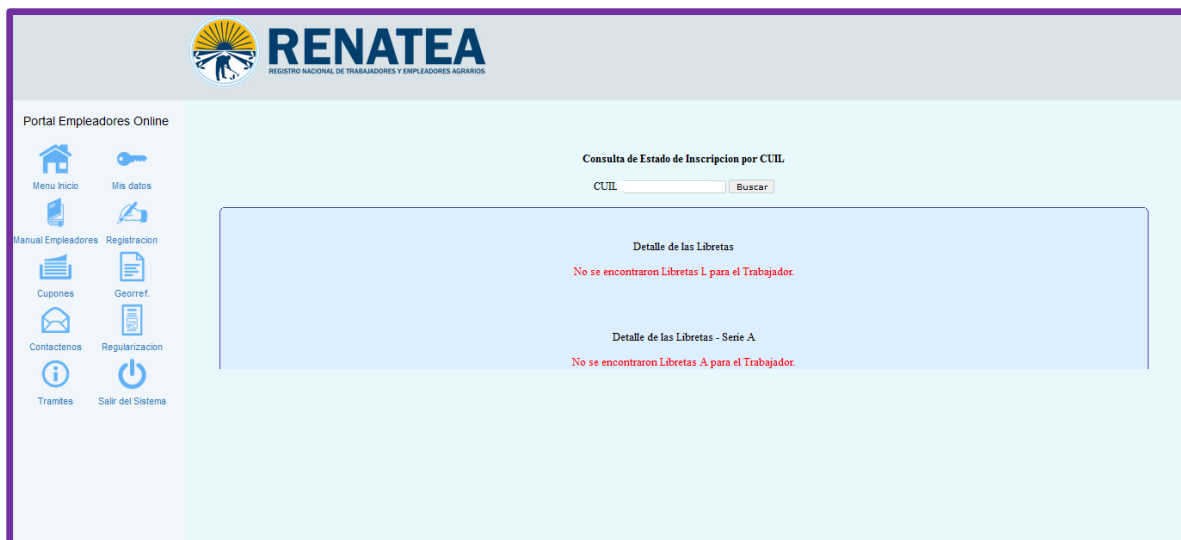 RENATEA
REGISTRO NACIONAL DE TRABAJADORES Y EMPLEADORES AGRARIOS
Portal Empleadores Online
Menu Inicio
Mis datos
Manual Empleadores
Registracion
Cupones
Georref.
Contactenos
Regularizacion
Tramites
Salir del Sistema
Consulta de Estado de Inscripcion por CUIL
CUIL Buscar
Detalle de las Libretas
No se encontraron Libretas L para el Trabajador.
Detalle de las Libretas - Serie A
No se encontraron Libretas A para el Trabajador.